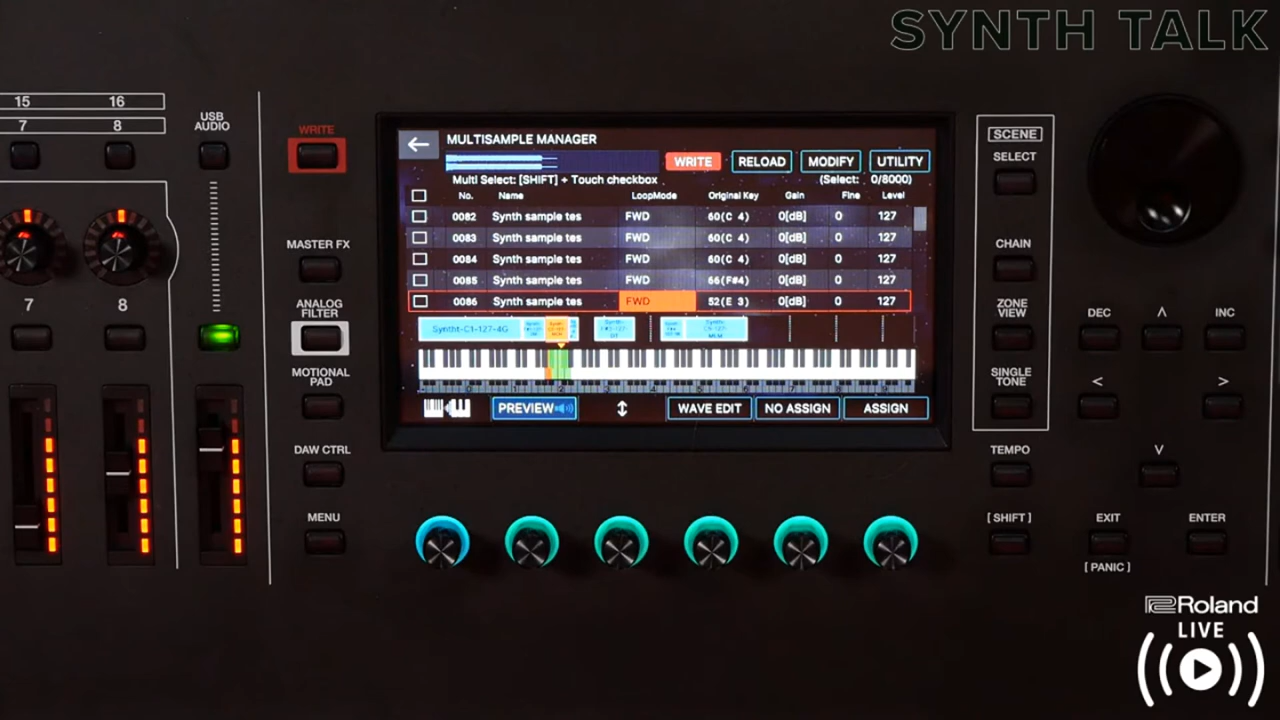 SYNTH TALK
15 16
7 8
USB
AUDIO
WRITE
MASTER FX
ANALOG
FILTER
MOTIONAL
PAD
DAW CTRL
MENU
7 8
MULTISAMPLE MANAGER
WRITE RELOAD MODIFY UTILITY
Multi Select: [SHIFT] + Touch checkbox (Select: 0/8000)
No. Name LoopMode Original Key Gain Fine Level
0082 Synth sample tes FWD 60(C 4) 0[dB] 0 127
0083 Synth sample tes FWD 60(C 4) 0[dB] 0 127
0084 Synth sample tes FWD 60(C 4) 0[dB] 0 127
0085 Synth sample tes FWD 66(F#4) 0[dB] 0 127
0086 Synth sample tes FWD 52(E 3) 0[dB] 0 127
Syntht-C1-127-4G
PREVIEW WAVE EDIT NO ASSIGN ASSIGN
SCENE
SELECT
CHAIN
ZONE
VIEW
SINGLE
TONE
TEMPO
[SHIFT]
DEC INC
EXIT ENTER
[PANIC]
Roland
LIVE